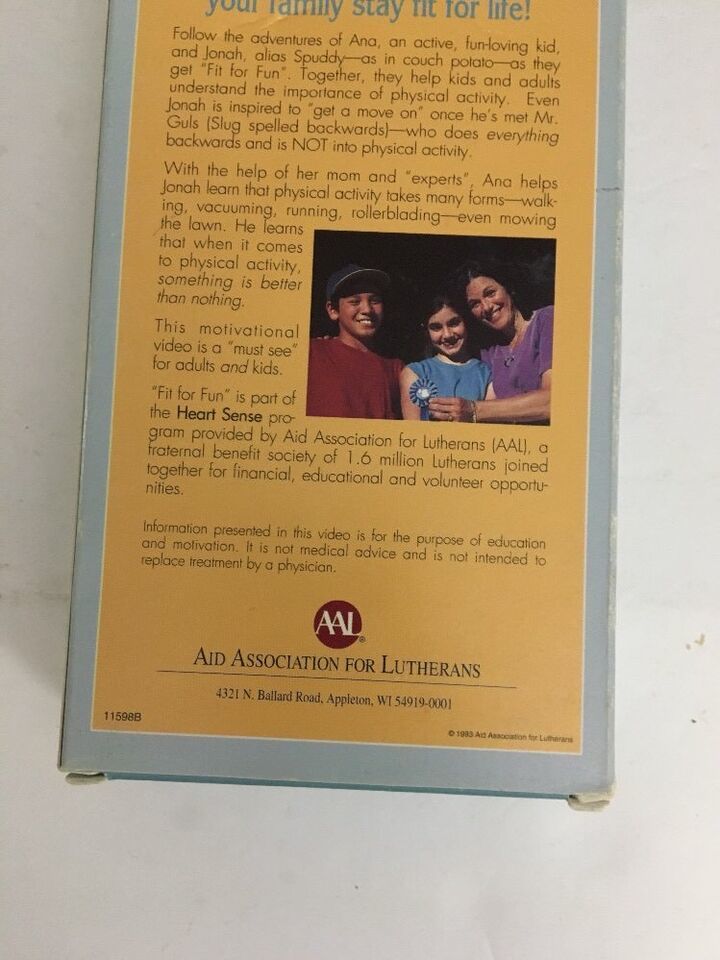 your family stay fit for life!
Follow the adventures of Ana, an active, fun-loving kid,
and Jonah, alias Spuddy—as in couch potato—as they
get "Fit for Fun". Together, they help kids and adults
understand the importance of physical activity. Even
Jonah is inspired to "get a move on" once he's met Mr.
Guls (Slug spelled backwards)—who does everything
backwards and is NOT into physical activity.
With the help of her mom and "experts", Ana helps
Jonah learn that physical activity takes many forms—walk-
ing, vacuuming, running, rollerblading—even mowing
the lawn. He learns
that when it comes
to physical activity,
something is better
than nothing.
This motivational
video is a "must see"
for adults and kids.
"Fit for Fun" is part of
the Heart Sense pro-
gram provided by Aid Association for Lutherans (AAL), a
fraternal benefit society of 1.6 million Lutherans joined
together for financial, educational and volunteer opportu-
nities.
Information presented in this video is for the purpose of education
and motivation. It is not medical advice and is not intended to
replace treatment by a physician.
AAL®
AID ASSOCIATION FOR LUTHERANS
4321 N. Ballard Road, Appleton, WI 54919-0001
11598B
© 1993 Aid Association for Lutherans